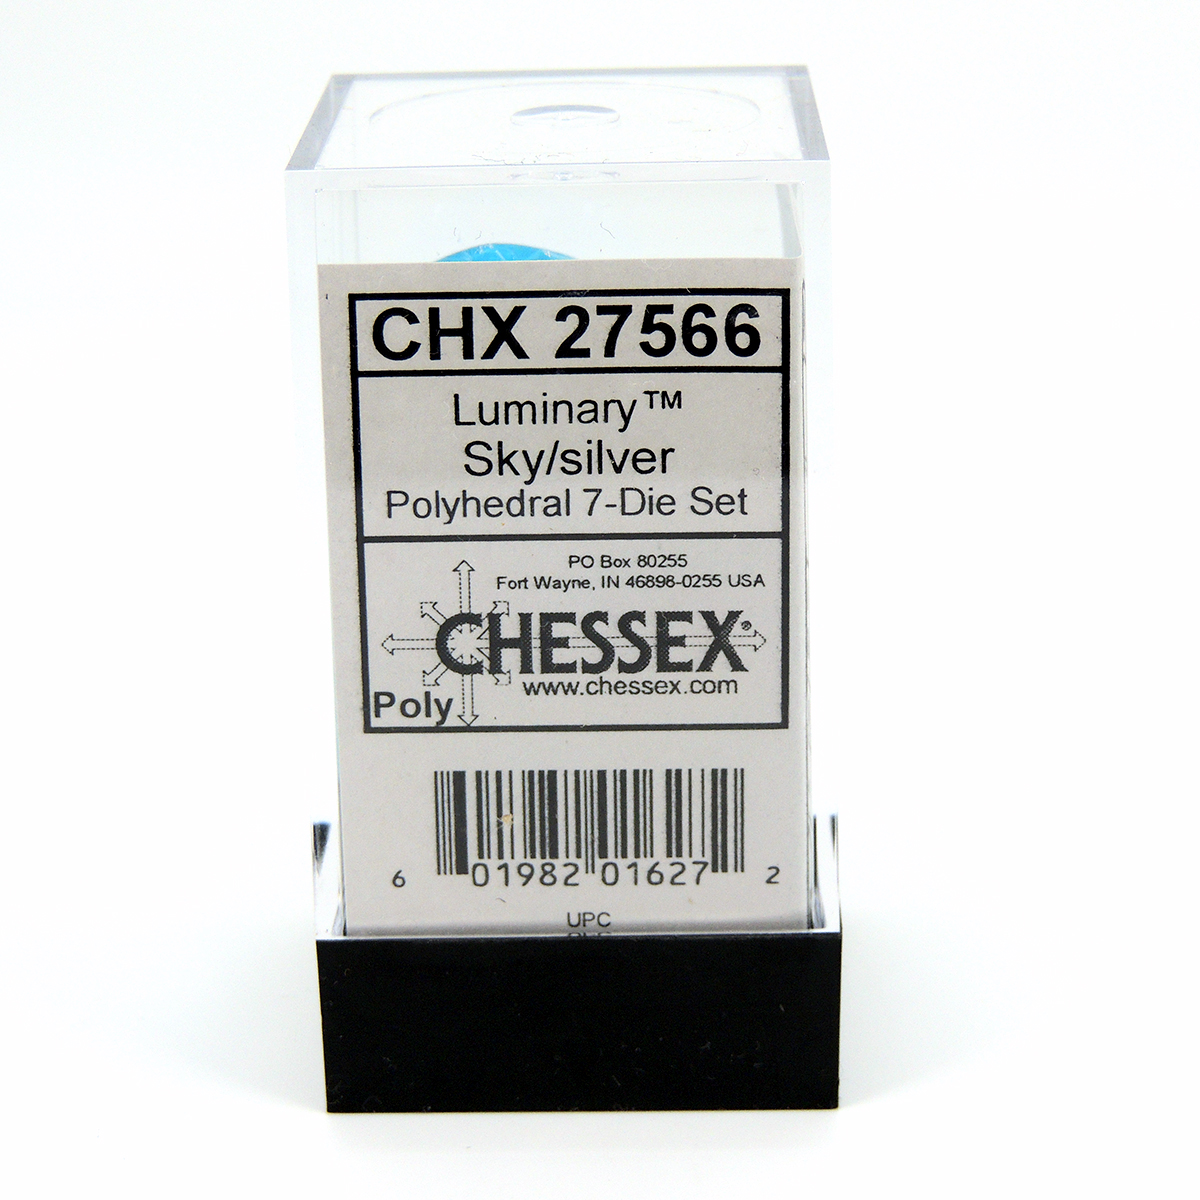 CHX 27566
Luminary™
Sky/silver
Polyhedral 7-Die Set
PO Box 80255
Fort Wayne, IN 46898-0255 USA
CHESSEX®
www.chessex.com
Poly
6 01982 01627 2
UPC